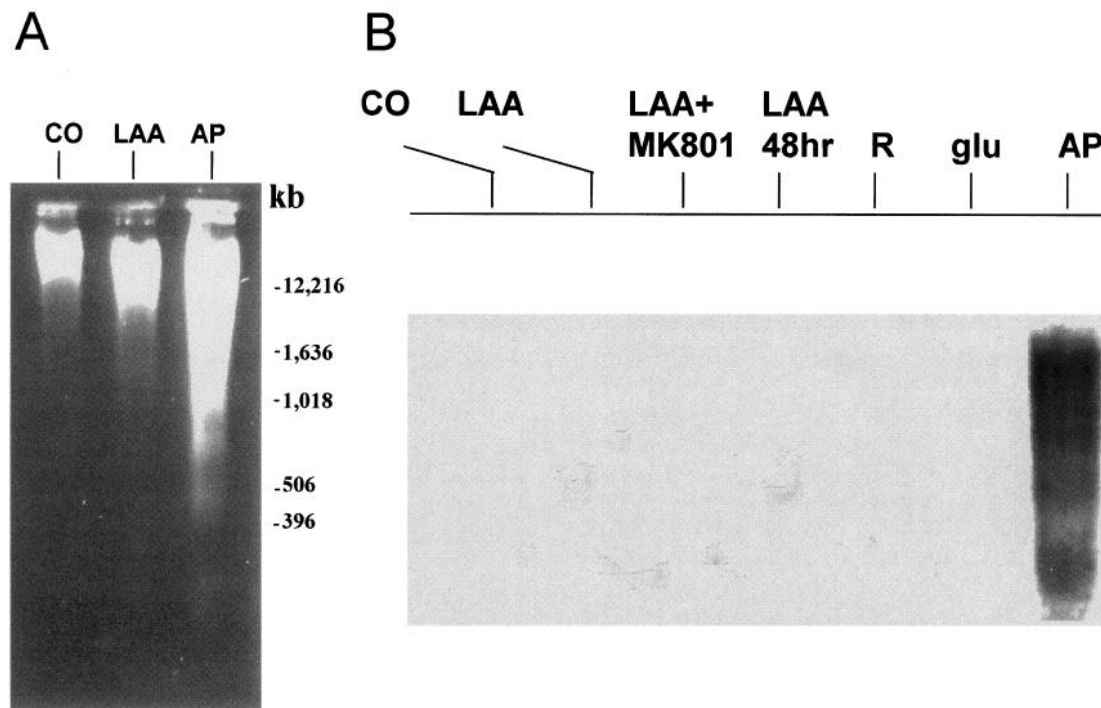 A
CO LAA AP
kb
-12,216
-1,636
-1,018
-506
-396
B
CO LAA LAA+ LAA
MK801 48hr R glu AP